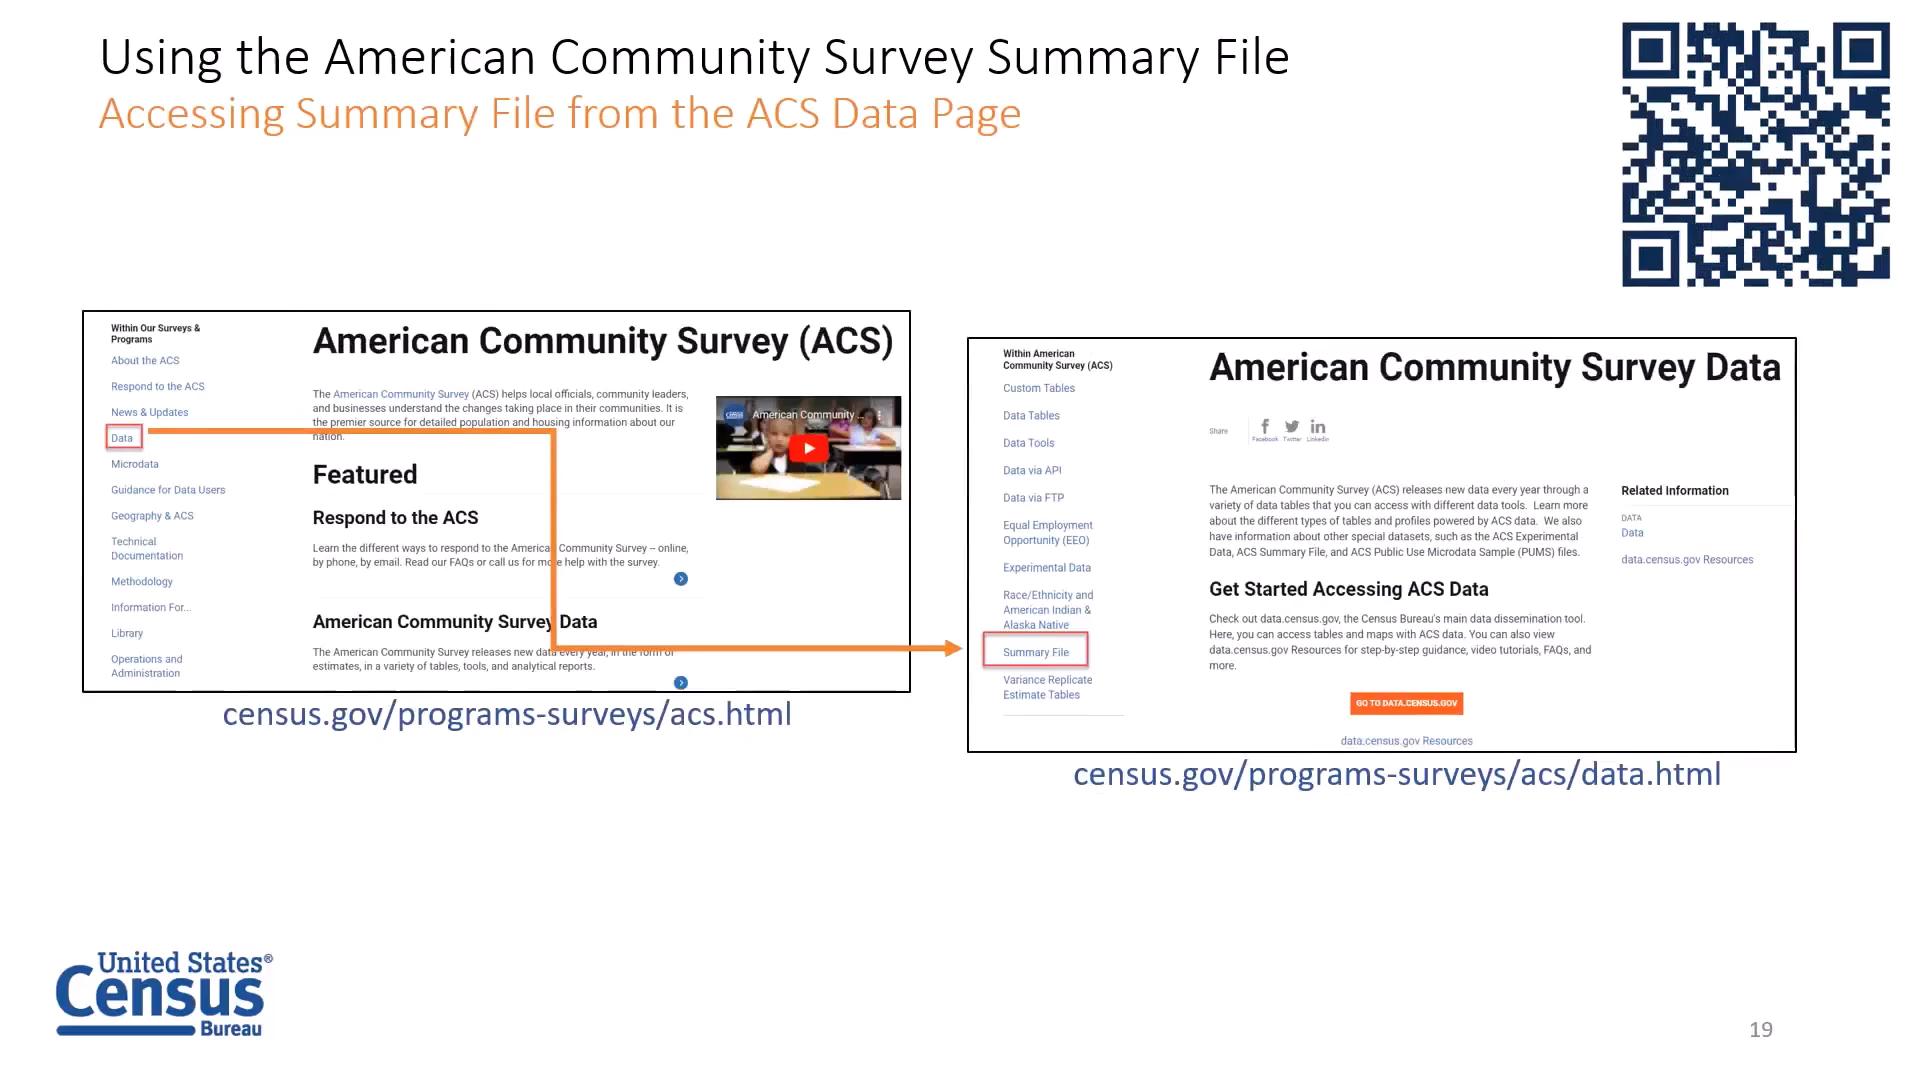 Using the American Community Survey Summary File
Accessing Summary File from the ACS Data Page
Within Our Surveys &
Programs
About the ACS
Respond to the ACS
News & Updates
Data
Microdata
Guidance for Data Users
Geography & ACS
Technical
Documentation
Methodology
Information For...
Library
Operations and
Administration
American Community Survey (ACS)
The American Community Survey (ACS) helps local officials, community leaders,
and businesses understand the changes taking place in their communities. It is
the premier source for detailed population and housing information about our
nation.
American Community ...
Featured
Respond to the ACS
Learn the different ways to respond to the American Community Survey -- online,
by phone, by email. Read our FAQs or call us for more help with the survey.
American Community Survey Data
The American Community Survey releases new data every year, in the form of
estimates, in a variety of tables, tools, and analytical reports.
census.gov/programs-surveys/acs.html
Within American
Community Survey (ACS)
Custom Tables
Data Tables
Data Tools
Data via API
Data via FTP
Equal Employment
Opportunity (EEO)
Experimental Data
Race/Ethnicity and
American Indian &
Alaska Native
Summary File
Variance Replicate
Estimate Tables
American Community Survey Data
Share
Facebook Twitter LinkedIn
The American Community Survey (ACS) releases new data every year through a
variety of data tables that you can access with different data tools. Learn more
about the different types of tables and profiles powered by ACS data. We also
have information about other special datasets, such as the ACS Experimental
Data, ACS Summary File, and ACS Public Use Microdata Sample (PUMS) files.
Get Started Accessing ACS Data
Check out data.census.gov, the Census Bureau's main data dissemination tool.
Here, you can access tables and maps with ACS data. You can also view
data.census.gov Resources for step-by-step guidance, video tutorials, FAQs, and
more.
GO TO DATA.CENSUS.GOV
data.census.gov Resources
Related Information
DATA
Data
data.census.gov Resources
census.gov/programs-surveys/acs/data.html
United States®
Census
Bureau
19